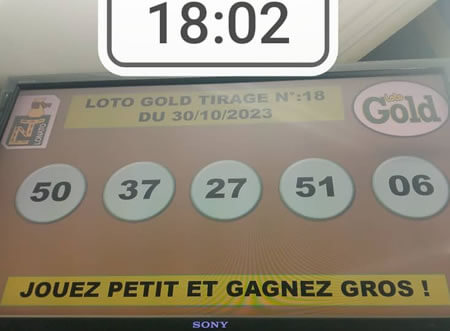 18:02
LOTO GOLD TIRAGE N°:18
DU 30/10/2023
Loto
Gold
50 37 27 51 06
JOUEZ PETIT ET GAGNEZ GROS !
SONY